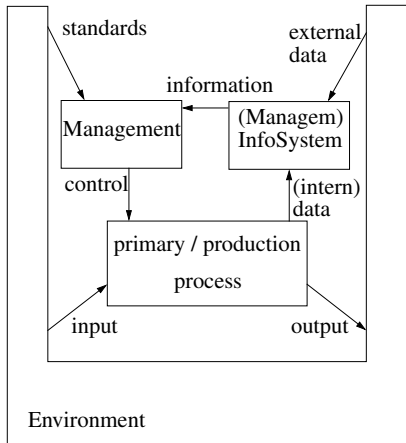 standards
external
data
information
Management
(Managem)
InfoSystem
control
(intern)
data
primary / production
process
input
output
Environment